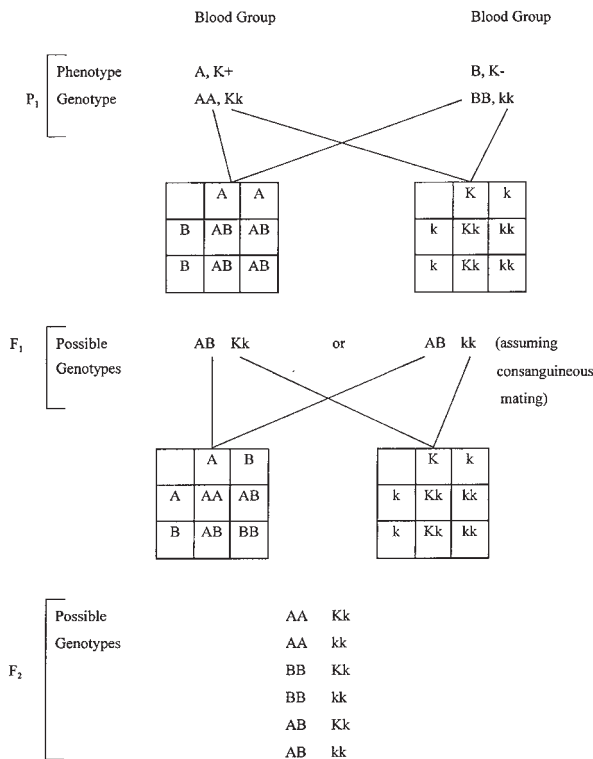 Blood Group Blood Group
Phenotype A, K+ B, K-
P1 Genotype AA, Kk BB, kk
A A K k
B AB AB k Kk kk
B AB AB k Kk kk
F1 Possible AB Kk or AB kk (assuming
Genotypes consanguineous
mating)
A B K k
A AA AB k Kk kk
B AB BB k Kk kk
Possible AA Kk
Genotypes AA kk
F2 BB Kk
BB kk
AB Kk
AB kk